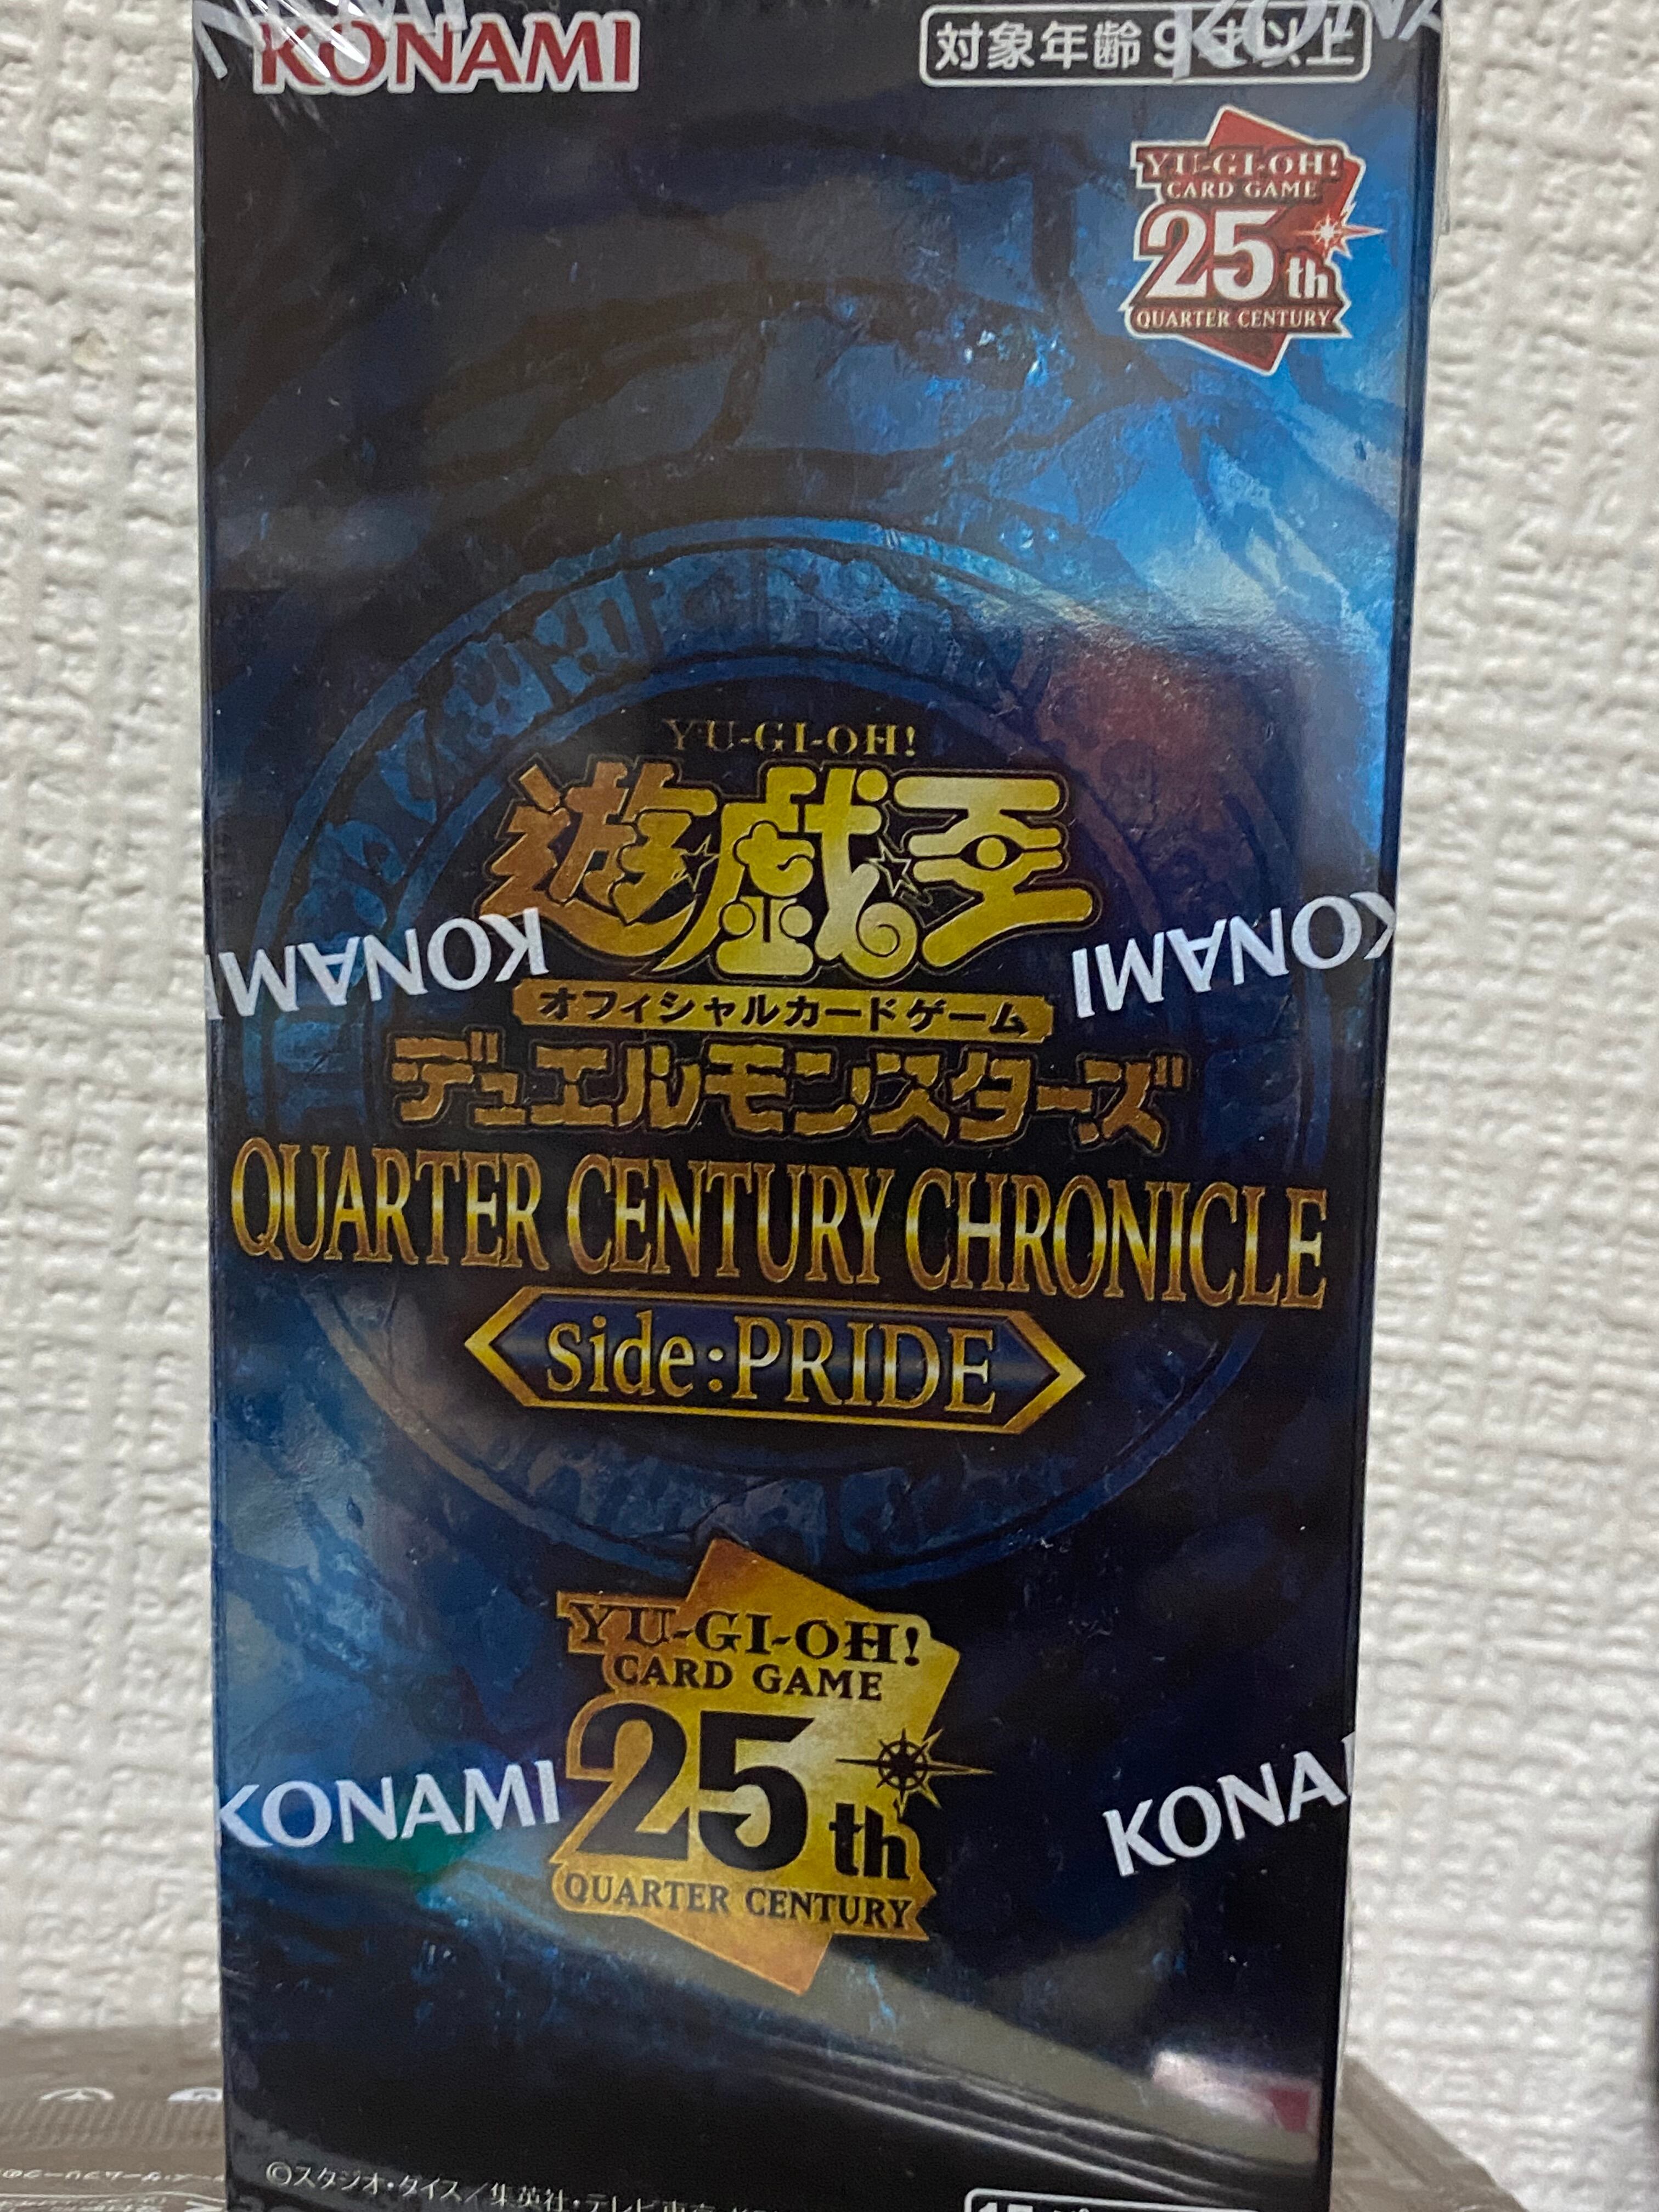 KONAMI
対象年齢9才以上
YU-GI-OH!
CARD GAME
25th
QUARTER CENTURY
YU-GI-OH!
遊戯王
KONAMI
KONAMI
オフィシャルカードゲーム
デュエルモンスターズ
QUARTER CENTURY CHRONICLE
side:PRIDE
YU-GI-OH!
CARD GAME
25th
QUARTER CENTURY
KONAMI
KONA
©スタジオ・ダイス/集英社・テレビ東京